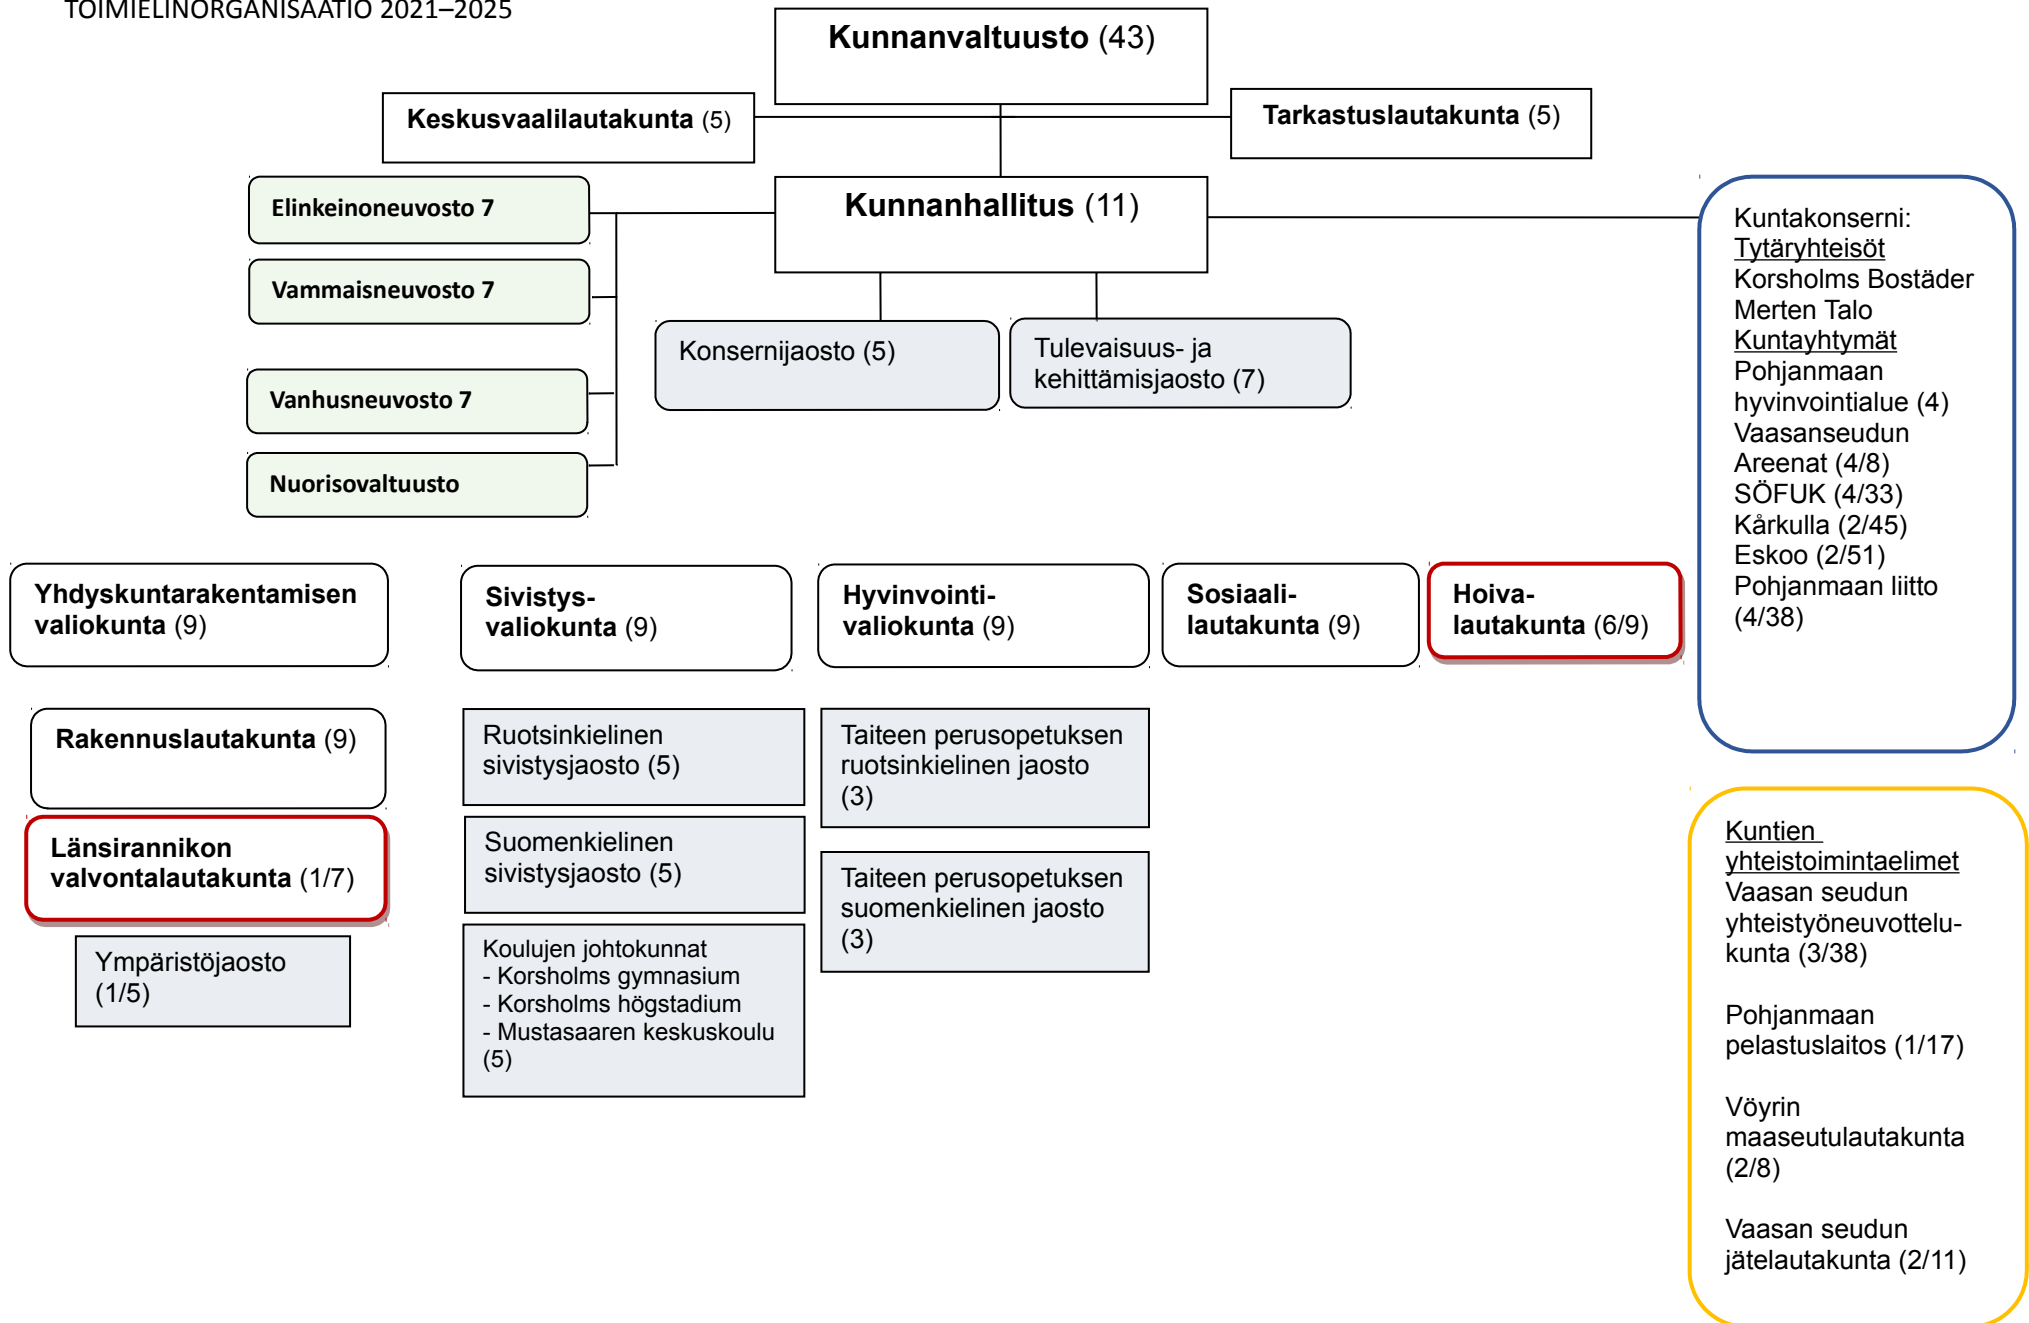 TOIMIELINORGANISAATIO 2021–2025
Kunnanvaltuusto (43)
Keskusvaalilautakunta (5)
Tarkastuslautakunta (5)
Kunnanhallitus (11)
Elinkeinoneuvosto 7
Vammaisneuvosto 7
Vanhusneuvosto 7
Nuorisovaltuusto
Konsernijaosto (5)
Tulevaisuus- ja
kehittämisjaosto (7)
Kuntakonserni:
Tytäryhteisöt
Korsholms Bostäder
Merten Talo
Kuntayhtymät
Pohjanmaan
hyvinvointialue (4)
Vaasanseudun
Areenat (4/8)
SÖFUK (4/33)
Kårkulla (2/45)
Eskoo (2/51)
Pohjanmaan liitto
(4/38)
Yhdyskuntarakentamisen
valiokunta (9)
Sivistys-
valiokunta (9)
Hyvinvointi-
valiokunta (9)
Sosiaali-
lautakunta (9)
Hoiva-
lautakunta (6/9)
Rakennuslautakunta (9)
Länsirannikon
valvontalautakunta (1/7)
Ympäristöjaosto
(1/5)
Ruotsinkielinen
sivistysjaosto (5)
Suomenkielinen
sivistysjaosto (5)
Koulujen johtokunnat
- Korsholms gymnasium
- Korsholms högstadium
- Mustasaaren keskuskoulu
(5)
Taiteen perusopetuksen
ruotsinkielinen jaosto
(3)
Taiteen perusopetuksen
suomenkielinen jaosto
(3)
Kuntien
yhteistoimintaelimet
Vaasan seudun
yhteistyöneuvottelu-
kunta (3/38)
Pohjanmaan
pelastuslaitos (1/17)
Vöyrin
maaseutulautakunta
(2/8)
Vaasan seudun
jätelautakunta (2/11)